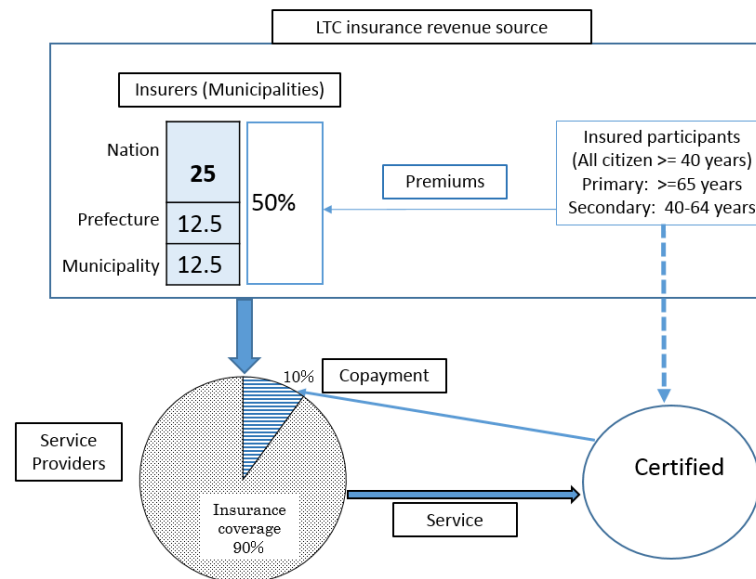 LTC insurance revenue source
Insurers (Municipalities)
Nation
25
Prefecture
12.5
Municipality
12.5
50%
Premiums
Insured participants
(All citizen >= 40 years)
Primary: >=65 years
Secondary: 40-64 years
10%
Copayment
Service
Providers
Insurance
coverage
90%
Service
Certified